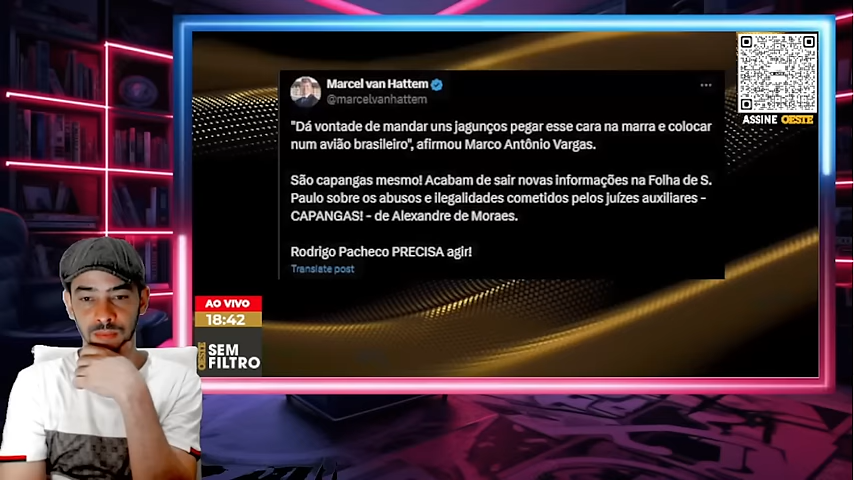 Marcel van Hattem
@marcelvanhattem
"Dá vontade de mandar uns jagunços pegar esse cara na marra e colocar
num avião brasileiro", afirmou Marco Antônio Vargas.
São capangas mesmo! Acabam de sair novas informações na Folha de S.
Paulo sobre os abusos e ilegalidades cometidos pelos juízes auxiliares -
CAPANGAS! - de Alexandre de Moraes.
Rodrigo Pacheco PRECISA agir!
Translate post
ASSINE OESTE
AO VIVO
18:42
OESTE
SEM
FILTRO